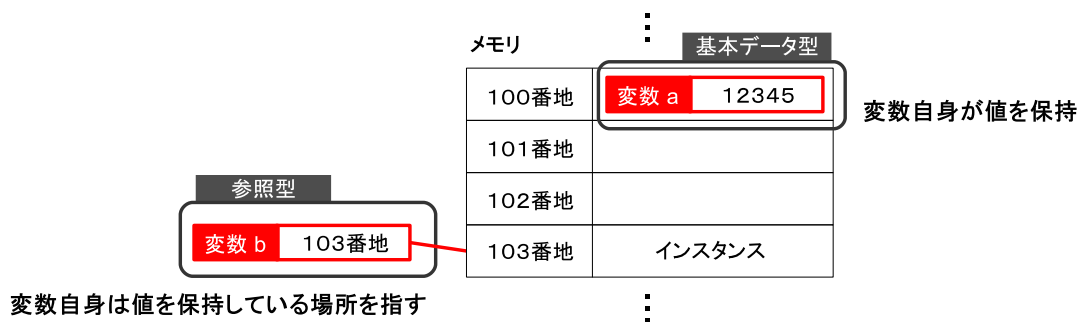 メモリ
基本データ型
100番地 変数 a 12345
変数自身が値を保持
101番地
102番地
参照型
変数 b 103番地
103番地 インスタンス
変数自身は値を保持している場所を指す